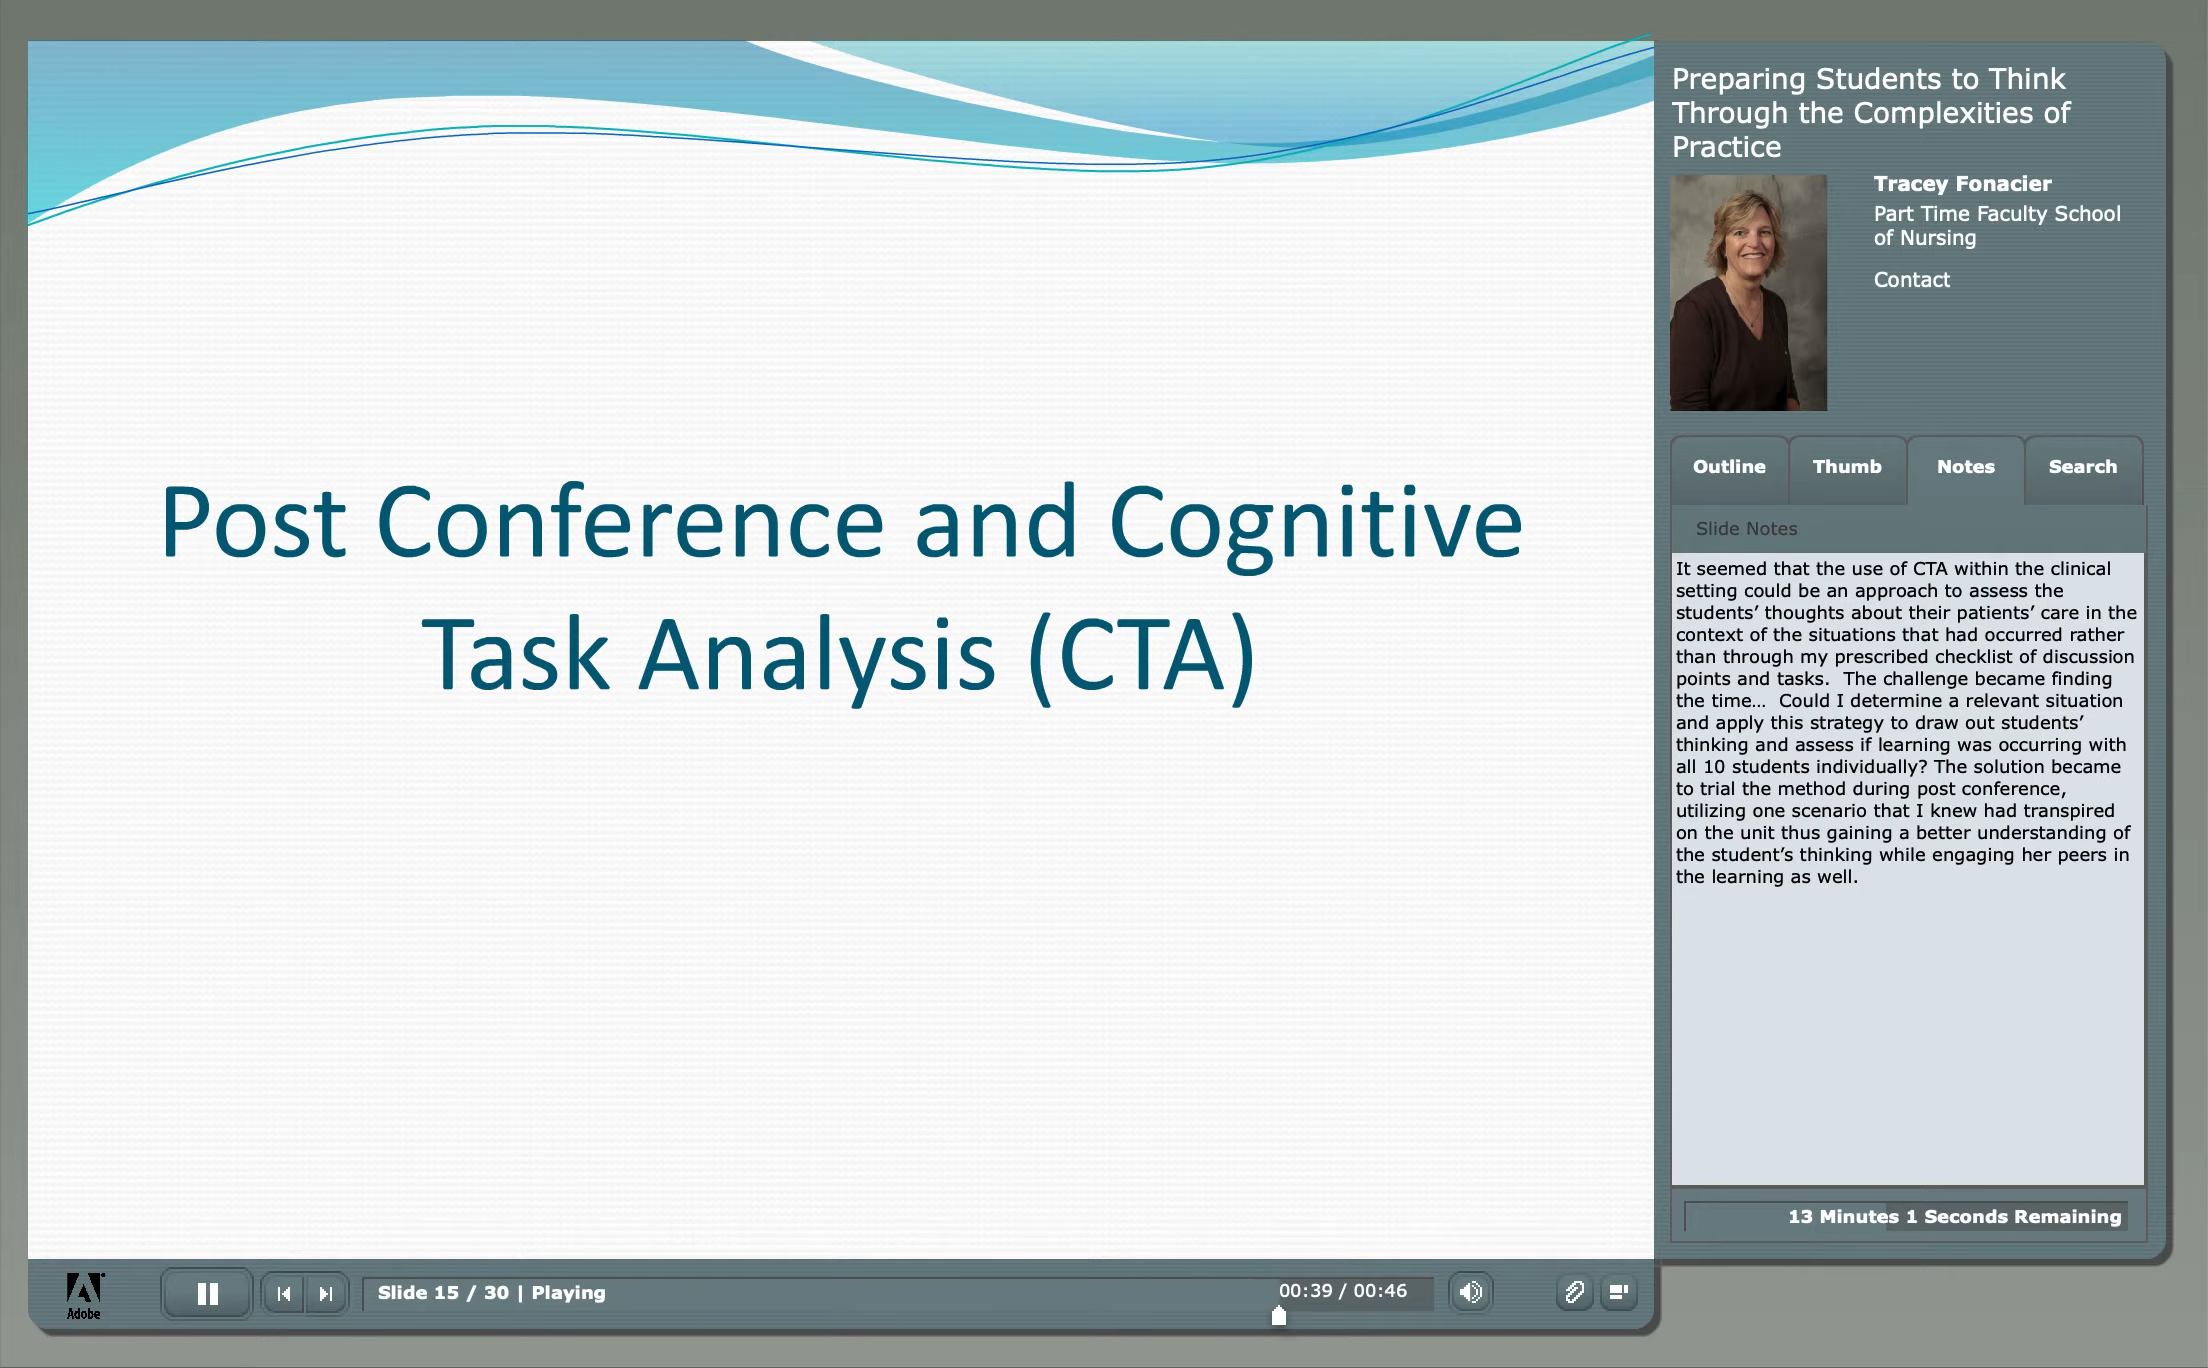 Post Conference and Cognitive
Task Analysis (CTA)
Preparing Students to Think
Through the Complexities of
Practice
Tracey Fonacier
Part Time Faculty School
of Nursing
Contact
Outline
Thumb
Notes
Search
Slide Notes
It seemed that the use of CTA within the clinical
setting could be an approach to assess the
students’ thoughts about their patients’ care in the
context of the situations that had occurred rather
than through my prescribed checklist of discussion
points and tasks.  The challenge became finding
the time...  Could I determine a relevant situation
and apply this strategy to draw out students’
thinking and assess if learning was occurring with
all 10 students individually? The solution became
to trial the method during post conference,
utilizing one scenario that I knew had transpired
on the unit thus gaining a better understanding of
the student’s thinking while engaging her peers in
the learning as well.
13 Minutes 1 Seconds Remaining
Adobe
Slide 15 / 30 | Playing
00:39 / 00:46